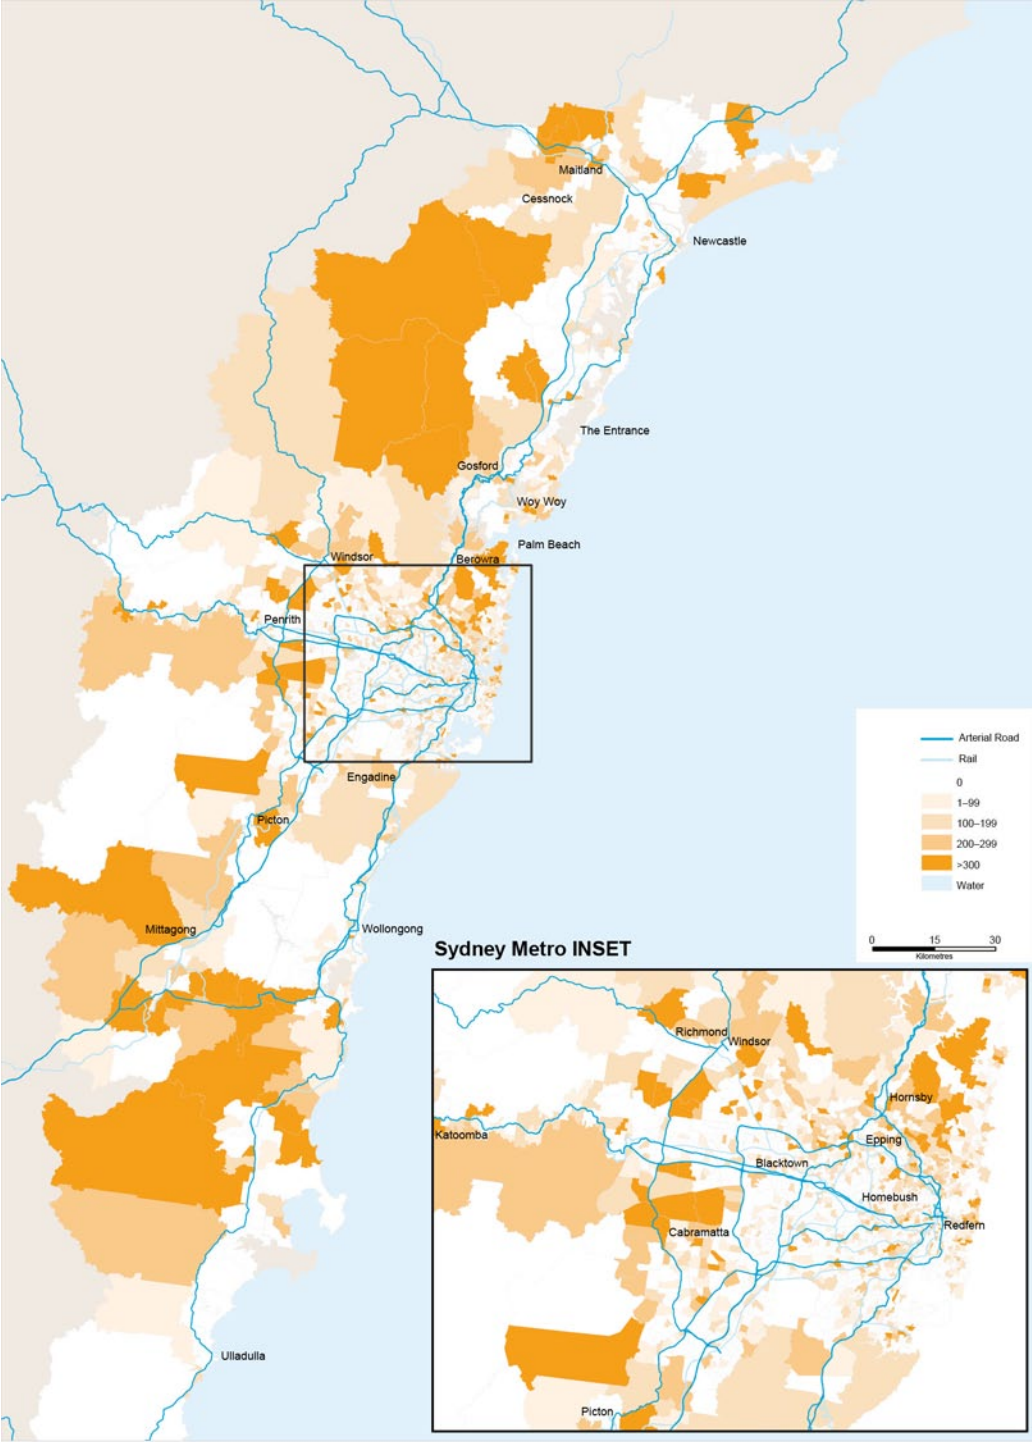 Maitland
Cessnock
Newcastle
The Entrance
Gosford
Woy Woy
Palm Beach
Windsor
Berowra
Penrith
Engadine
Picton
Mittagong
Wollongong
Ulladulla
Arterial Road
Rail
0
1–99
100–199
200–299
>300
Water
0 15 30
Kilometres
Sydney Metro INSET
Richmond
Windsor
Hornsby
Katoomba
Epping
Blacktown
Homebush
Redfern
Cabramatta
Picton